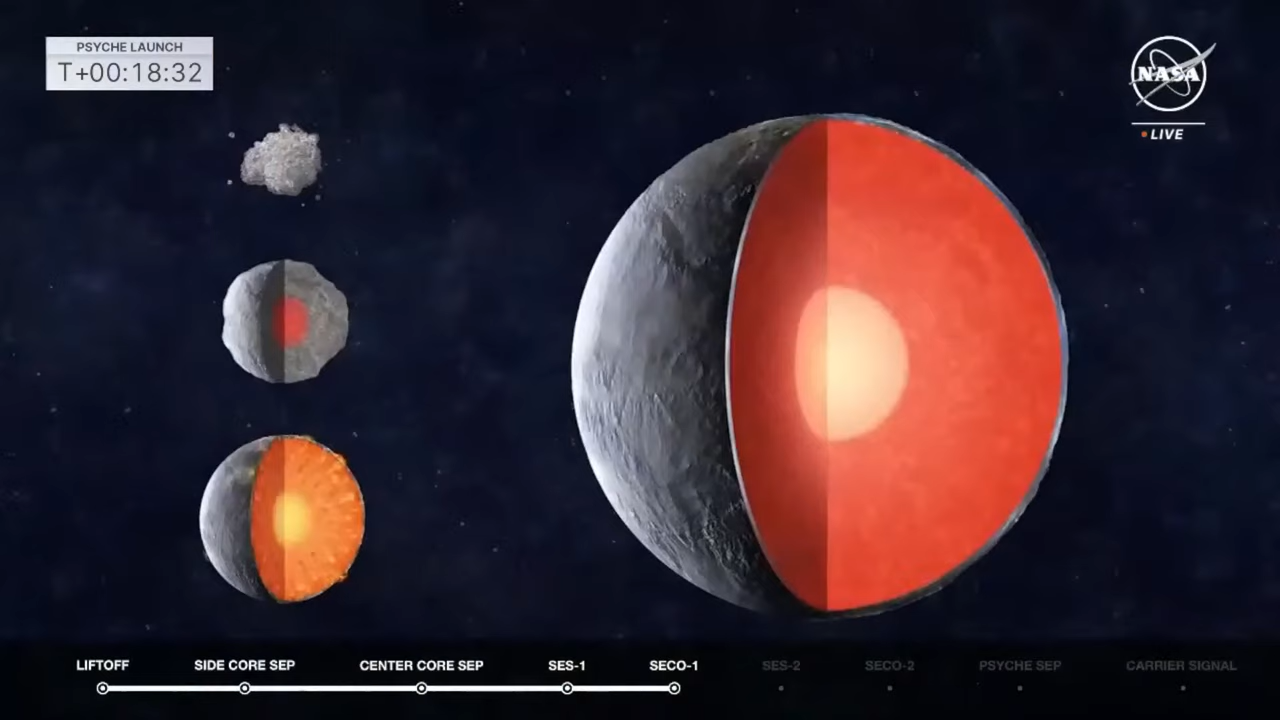 PSYCHE LAUNCH
T+00:18:32
NASA
LIVE
LIFTOFF
SIDE CORE SEP
CENTER CORE SEP
SES-1
SECO-1
SES-2
SECO-2
PSYCHE SEP
CARRIER SIGNAL